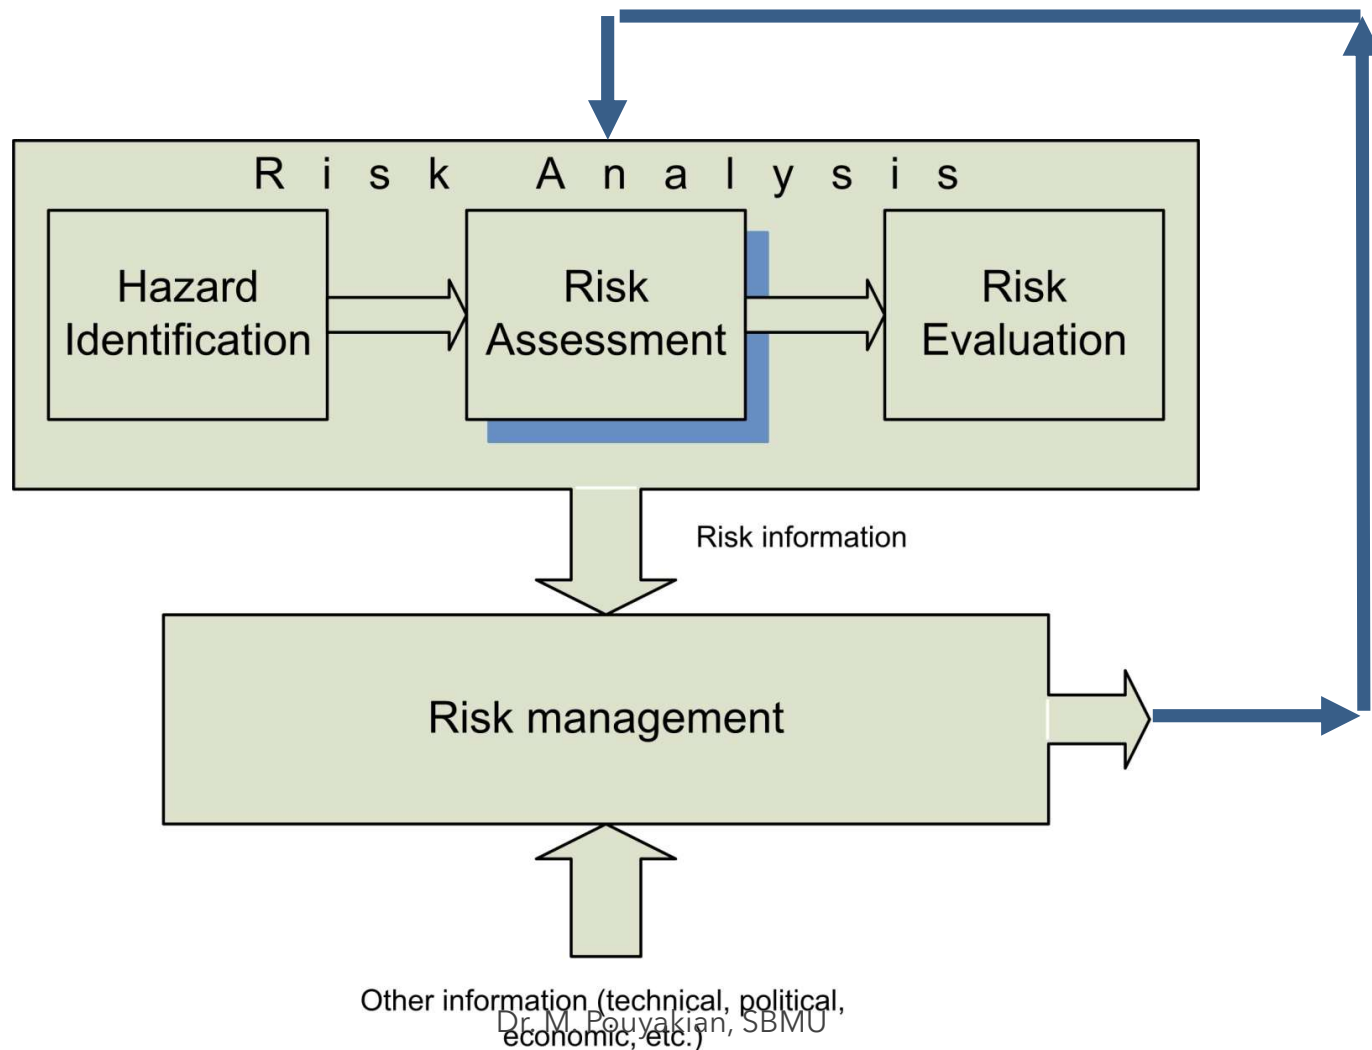 Risk Analysis
Hazard
Identification
Risk
Assessment
Risk
Evaluation
Risk information
Risk management
Other information (technical, political,
economic, etc.)
Dr. M. Pouyakian, SBMU